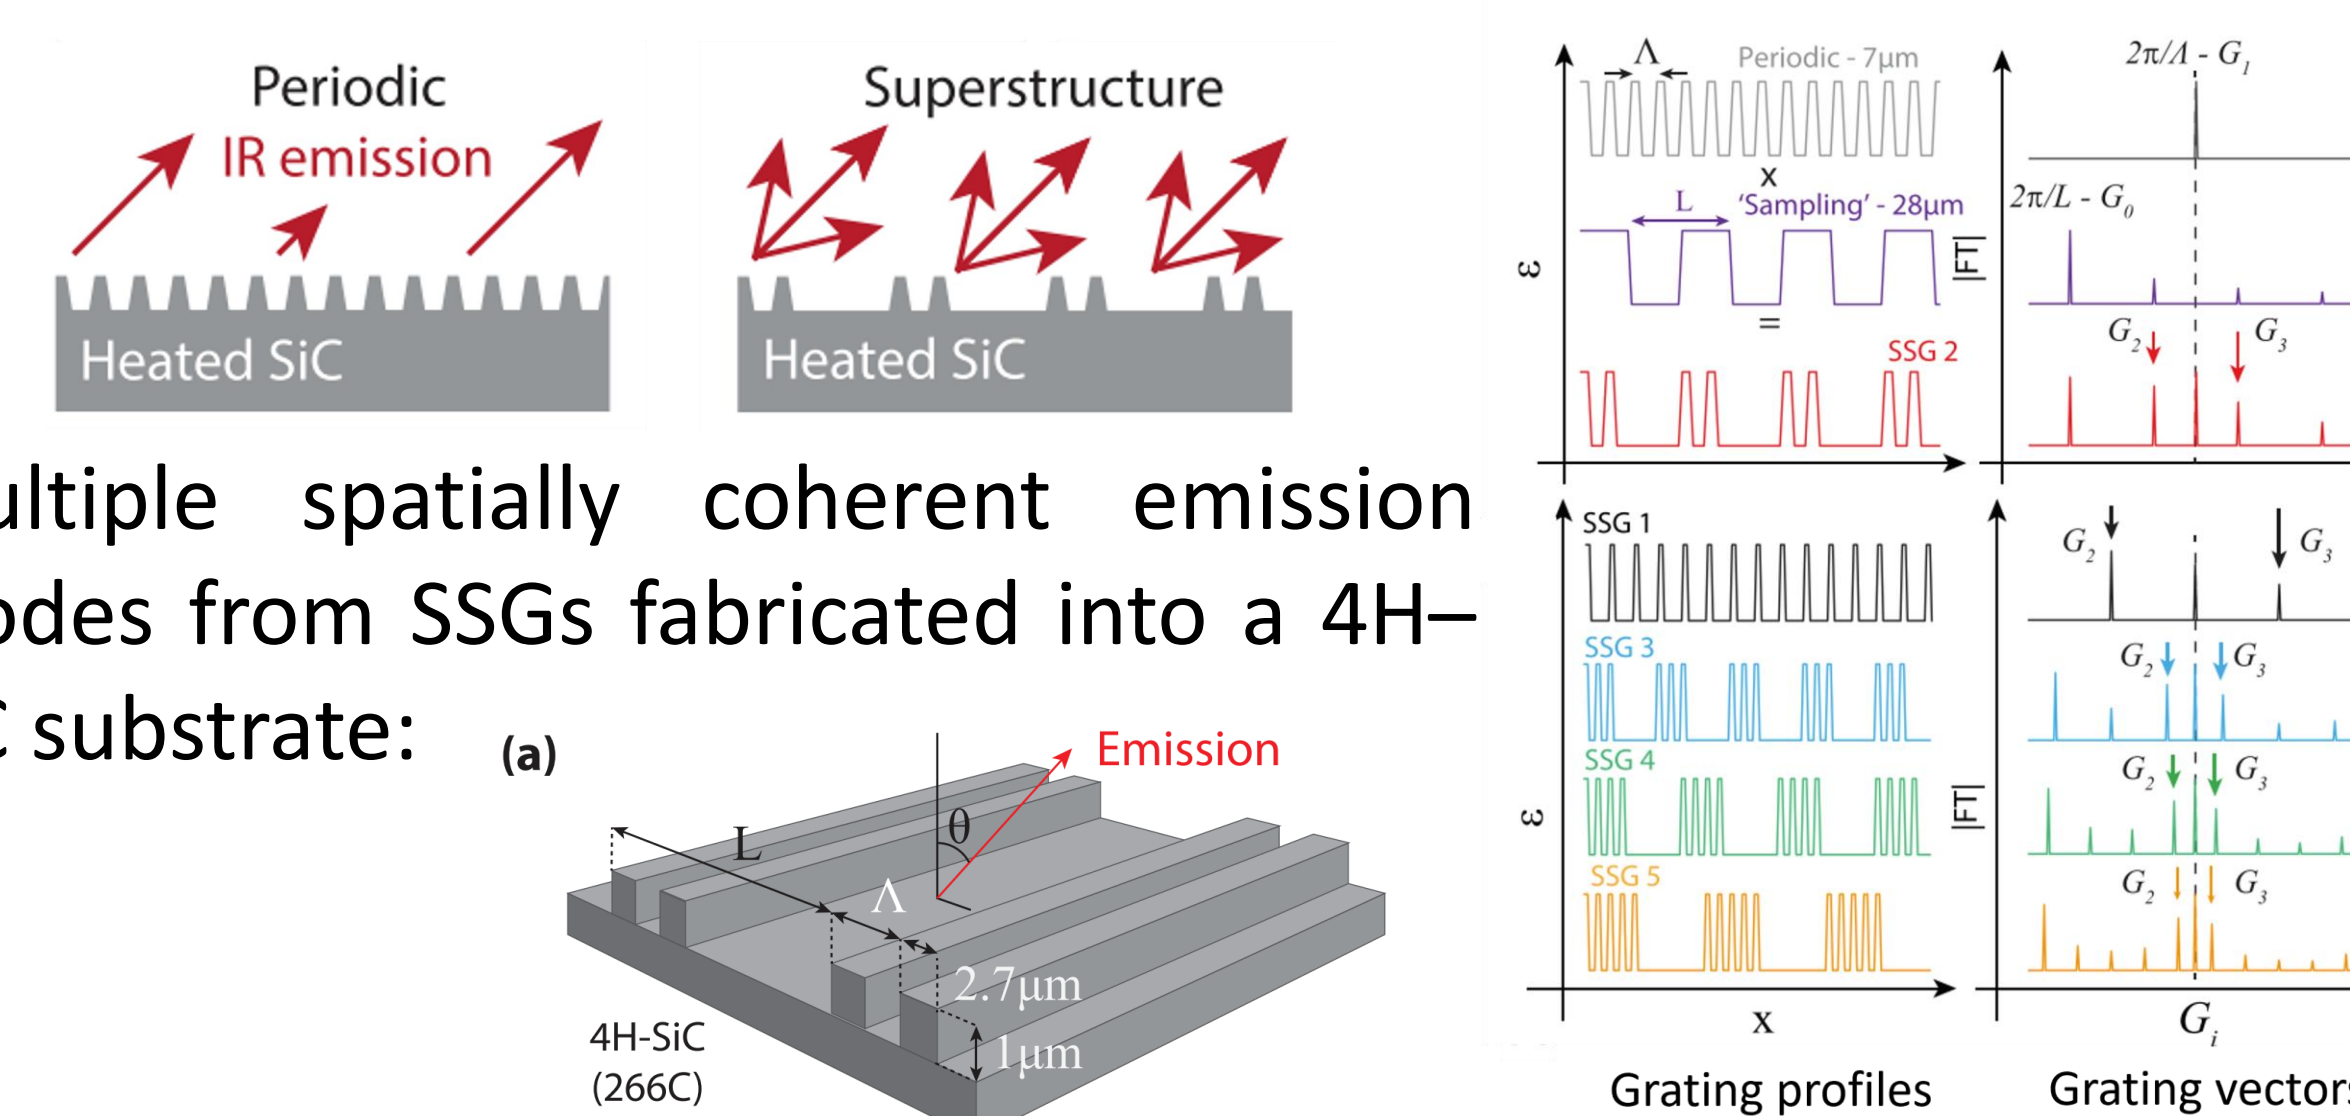 Periodic
IR emission
Heated SiC
Superstructure
Heated SiC
ultiple spatially coherent emission
odes from SSGs fabricated into a 4H–
C substrate:
(a)
Emission
θ
L
Λ
2.7μm
1μm
4H-SiC
(266C)
Λ
Periodic - 7μm
x
L
'Sampling' - 28μm
=
SSG 2
ε
2π/Λ - G1
2π/L - G0
|FT|
G2
G3
SSG 1
SSG 3
SSG 4
SSG 5
ε
x
Grating profiles
G2
G3
G2
G3
G2
G3
G2
G3
|FT|
Gi
Grating vectors